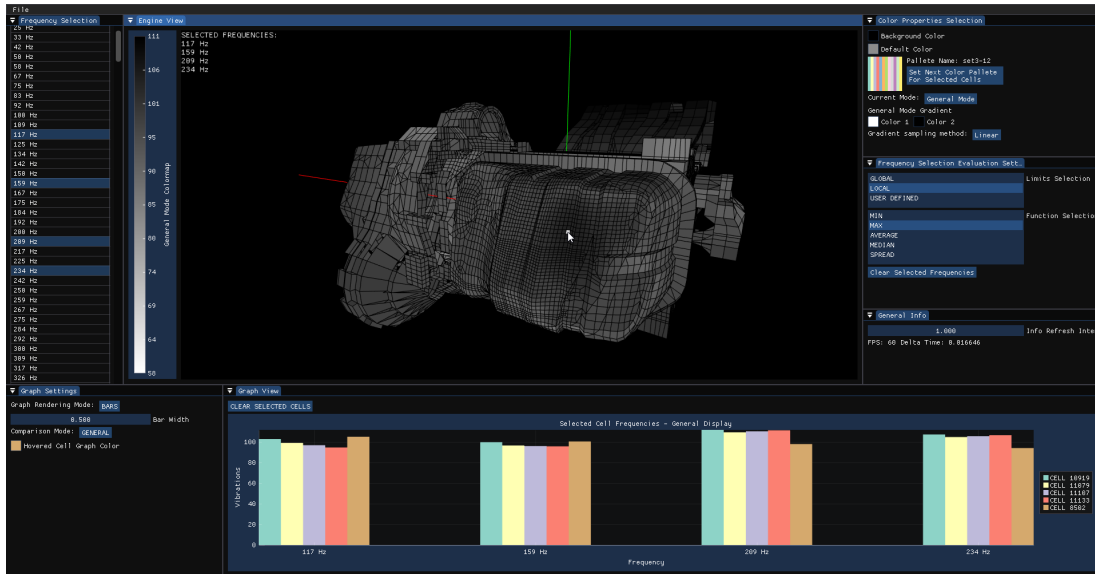 File
Frequency Selection
25 Hz
33 Hz
42 Hz
50 Hz
58 Hz
67 Hz
75 Hz
83 Hz
92 Hz
100 Hz
109 Hz
117 Hz
125 Hz
134 Hz
142 Hz
150 Hz
159 Hz
167 Hz
175 Hz
184 Hz
192 Hz
200 Hz
209 Hz
217 Hz
225 Hz
234 Hz
242 Hz
250 Hz
259 Hz
267 Hz
275 Hz
284 Hz
292 Hz
300 Hz
309 Hz
317 Hz
326 Hz
Engine View
111
106
101
95
90
85
80
74
69
64
58
General Mode Colormap
SELECTED FREQUENCIES:
117 Hz
159 Hz
209 Hz
234 Hz
Color Properties Selection
Background Color
Default Color
Pallete Name: set3-12
Set Next Color Pallete
For Selected Cells
Current Mode: General Mode
General Mode Gradient
Color 1 Color 2
Gradient sampling method: Linear
Frequency Selection Evaluation Sett..
GLOBAL
LOCAL
USER DEFINED
Limits Selection
MIN
MAX
AVERAGE
MEDIAN
SPREAD
Function Selectio
Clear Selected Frequencies
General Info
1.000 Info Refresh Inte
FPS: 60 Delta Time: 0.016646
Graph Settings
Graph Rendering Mode: BARS
0.500 Bar Width
Comparison Mode: GENERAL
Hovered Cell Graph Color
Graph View
CLEAR SELECTED CELLS
Selected Cell Frequencies - General Display
Vibrations
100
80
60
40
20
0
117 Hz
159 Hz
209 Hz
234 Hz
Frequency
CELL 10919
CELL 11079
CELL 11107
CELL 11133
CELL 8502